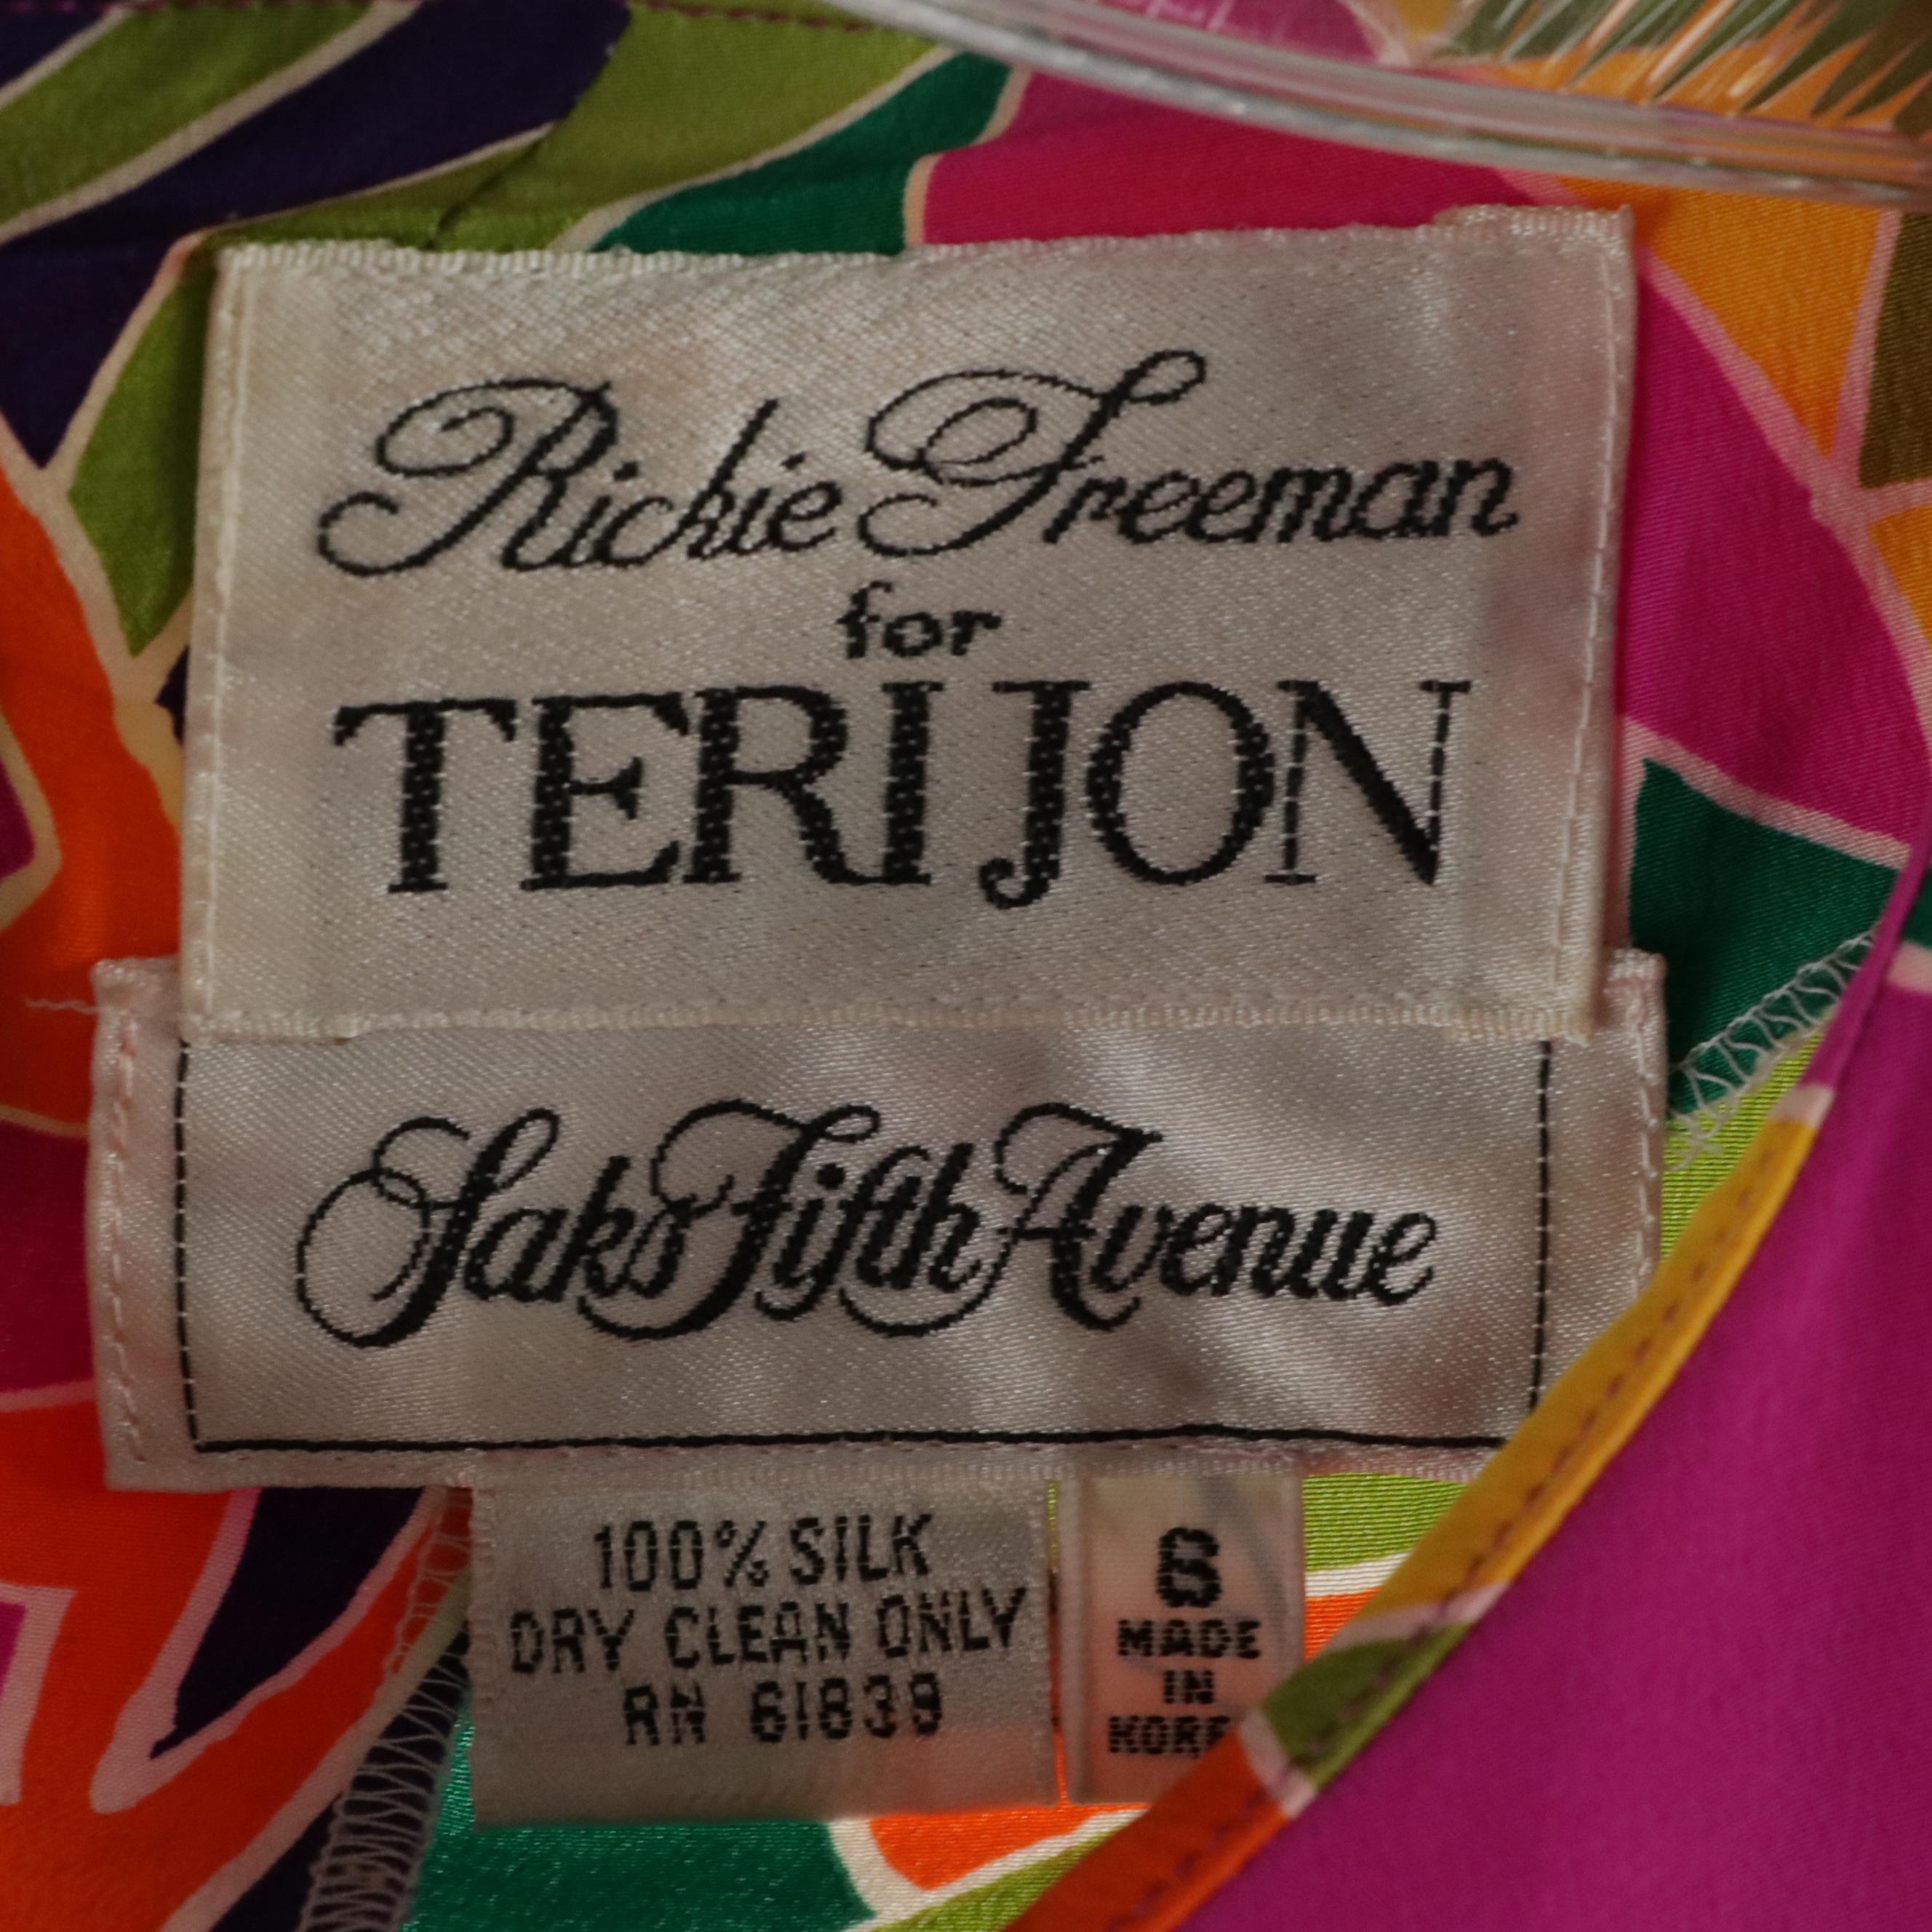 Rickie Freeman
for
TERI JON
Saks Fifth Avenue
100% SILK
DRY CLEAN ONLY
RN 61839
6
MADE
IN